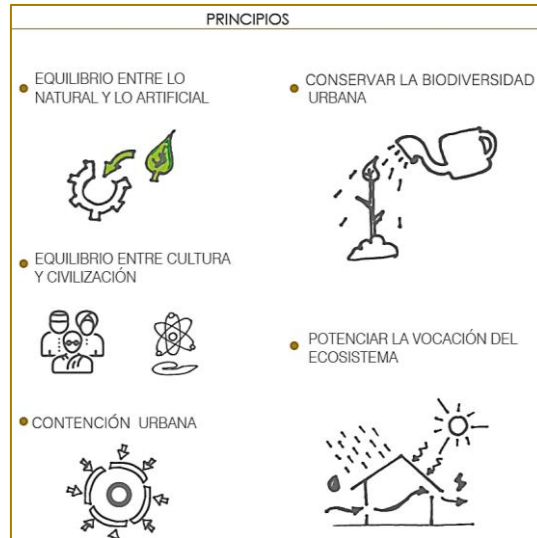 PRINCIPIOS
EQUILIBRIO ENTRE LO
NATURAL Y LO ARTIFICIAL
EQUILIBRIO ENTRE CULTURA
Y CIVILIZACIÓN
CONTENCIÓN URBANA
CONSERVAR LA BIODIVERSIDAD
URBANA
POTENCIAR LA VOCACIÓN DEL
ECOSISTEMA